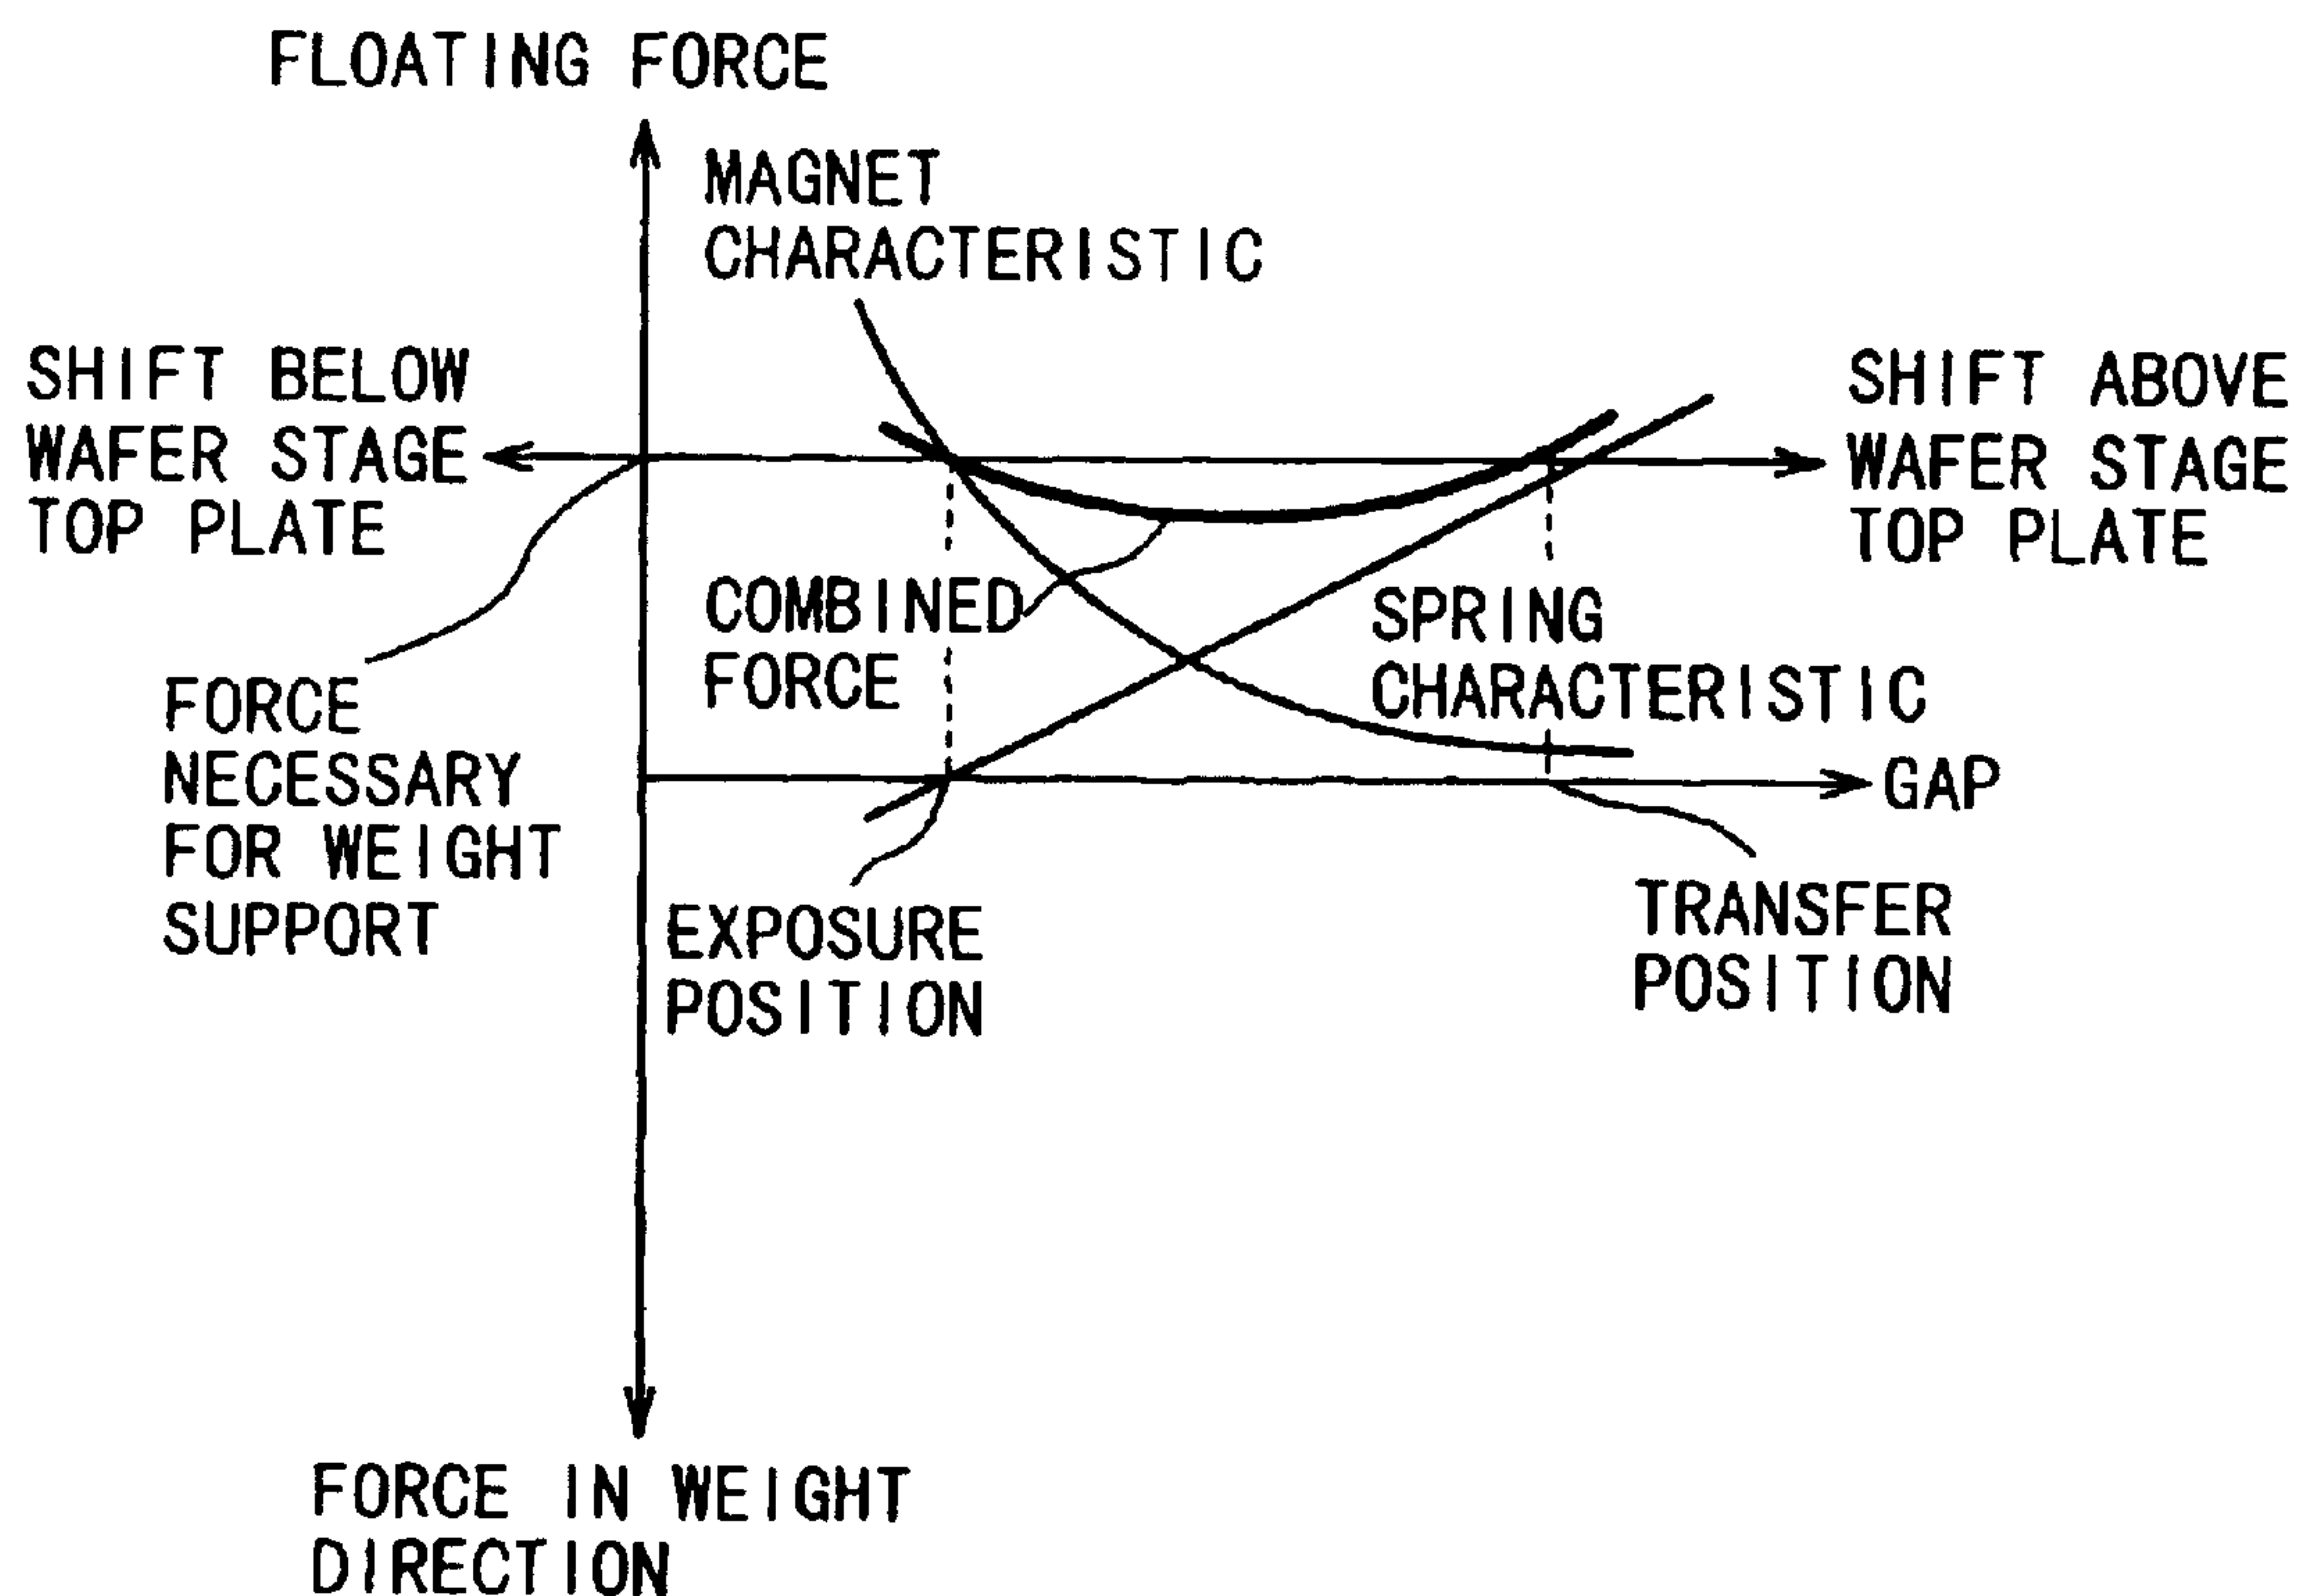 FLOATING FORCE
MAGNET
CHARACTERISTIC
SHIFT BELOW
WAFER STAGE
TOP PLATE
SHIFT ABOVE
WAFER STAGE
TOP PLATE
COMBINED
FORCE
SPRING
CHARACTERISTIC
FORCE
NECESSARY
FOR WEIGHT
SUPPORT
GAP
EXPOSURE
POSITION
TRANSFER
POSITION
FORCE IN WEIGHT
DIRECTION